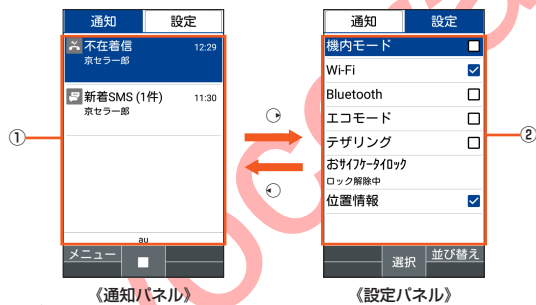 通知 設定
不在着信 12:29
京セラ一郎
新着SMS (1件) 11:30
京セラ一郎
au
メニュー
《通知パネル》
①
通知 設定
機内モード
Wi-Fi
Bluetooth
エコモード
テザリング
おサイフケータイロック
ロック解除中
位置情報
選択 並び替え
《設定パネル》
②